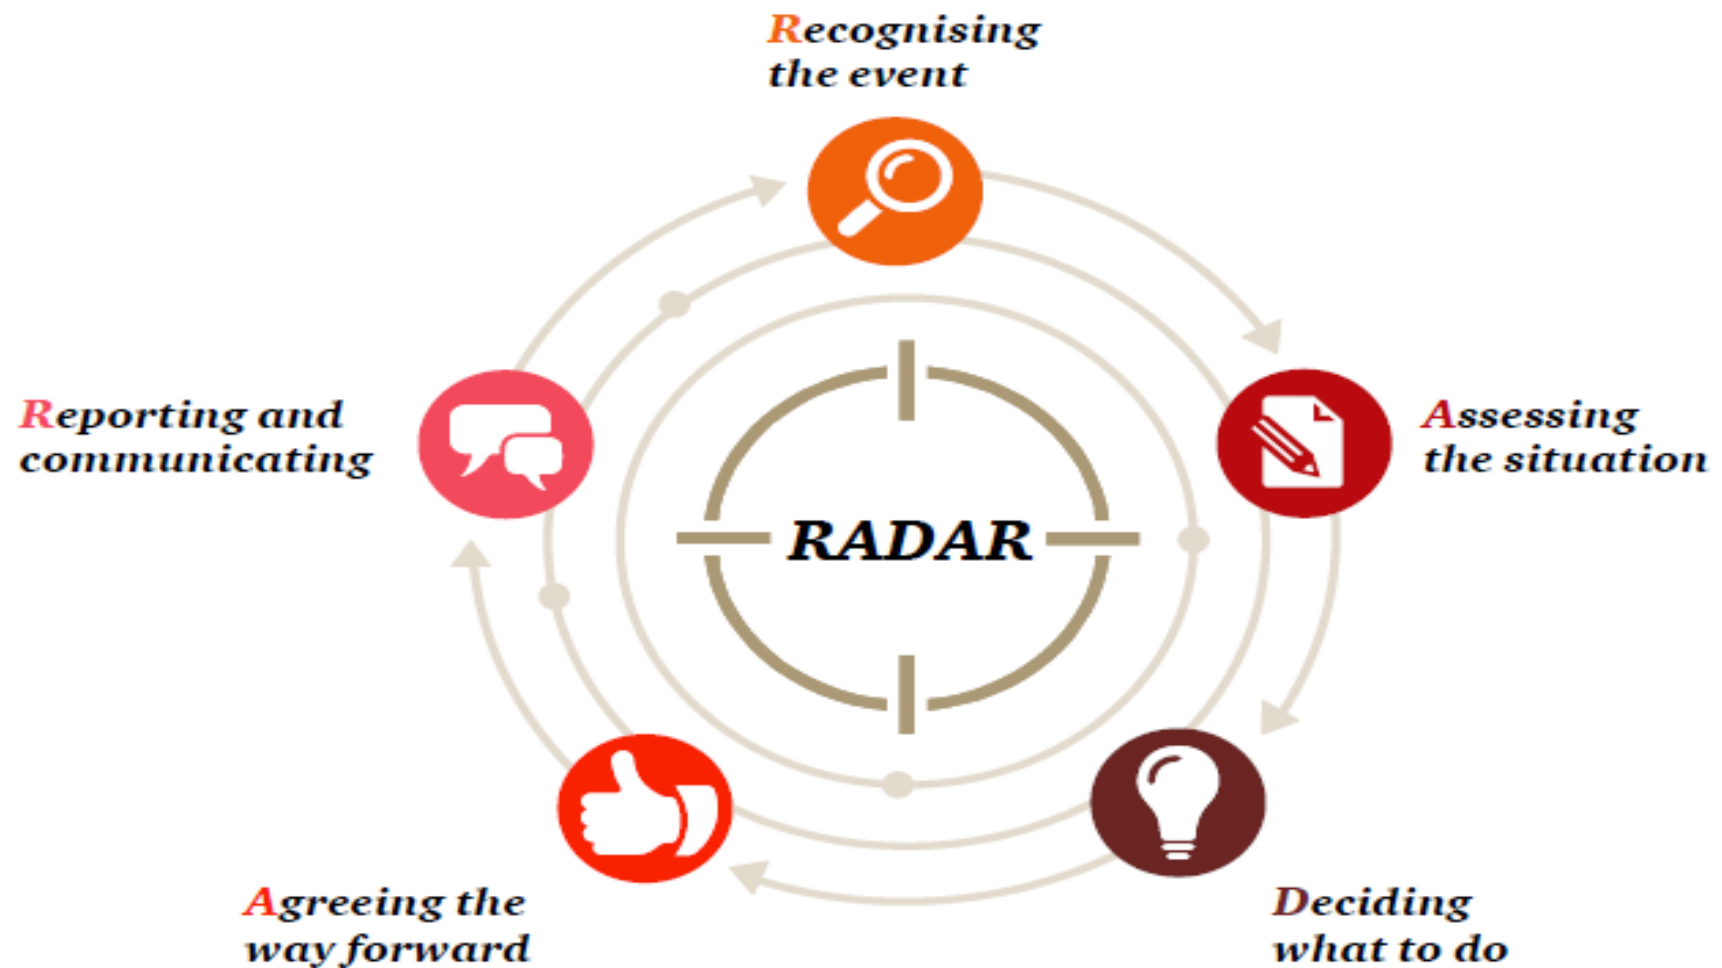 Recognising
the event
Assessing
the situation
Deciding
what to do
Agreeing the
way forward
Reporting and
communicating
RADAR